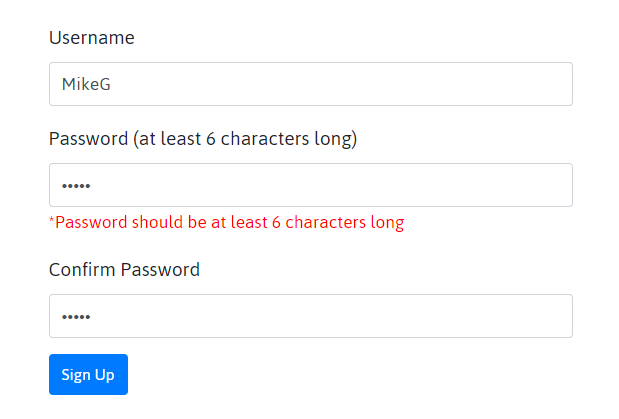 Username
MikeG
Password (at least 6 characters long)
•••••
*Password should be at least 6 characters long
Confirm Password
•••••
Sign Up